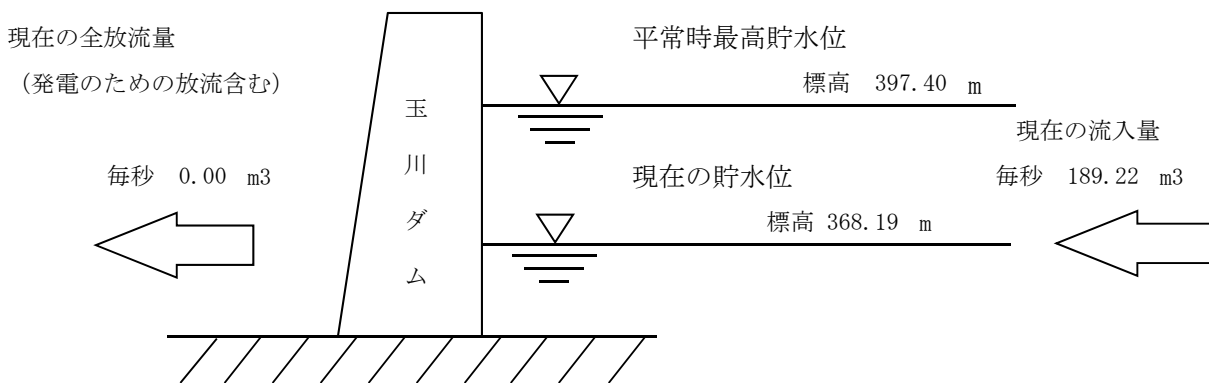 現在の全放流量
（発電のための放流含む）
毎秒 0.00 m3
玉川ダム
平常時最高貯水位
標高 397.40 m
現在の貯水位
標高 368.19 m
現在の流入量
毎秒 189.22 m3